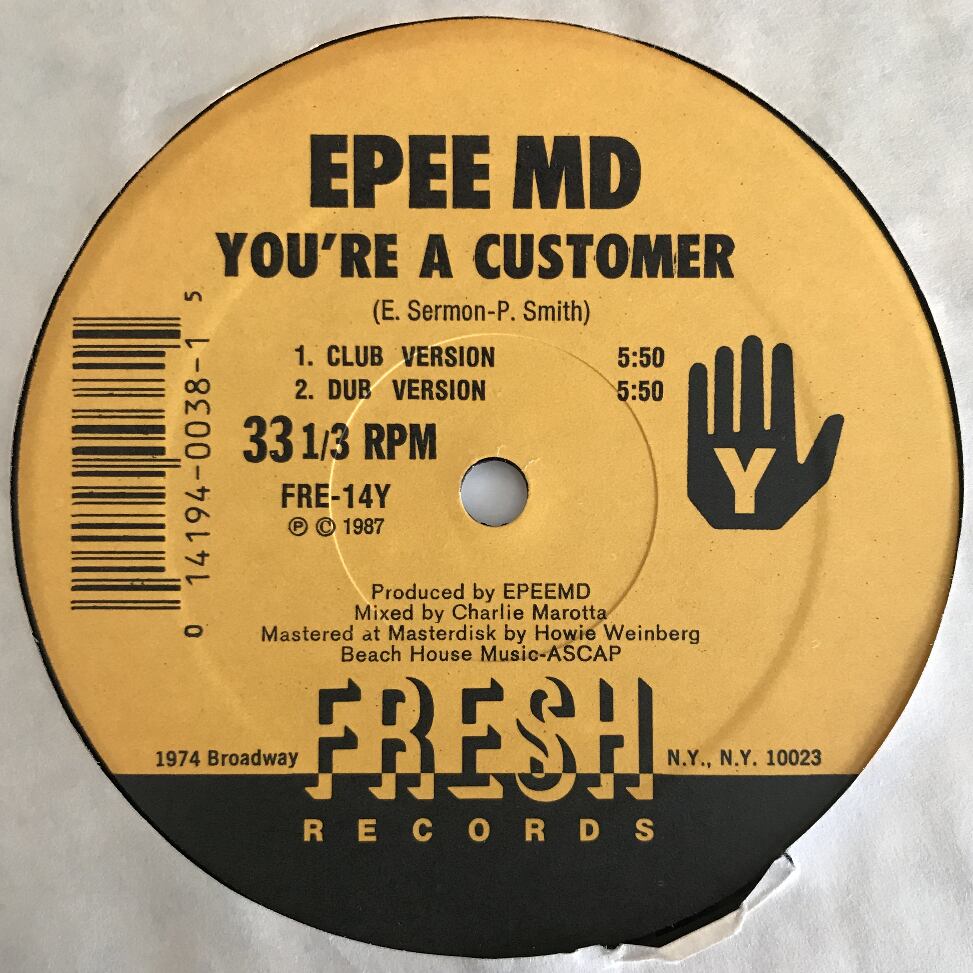 EPEE MD
YOU'RE A CUSTOMER
(E. Sermon-P. Smith)
1. CLUB VERSION 5:50
2. DUB VERSION 5:50
33 1/3 RPM
FRE-14Y
℗ © 1987
0 14194-0038-1 5
Y
Produced by EPEEMD
Mixed by Charlie Marotta
Mastered at Masterdisk by Howie Weinberg
Beach House Music-ASCAP
1974 Broadway FRESH N.Y., N.Y. 10023
RECORDS